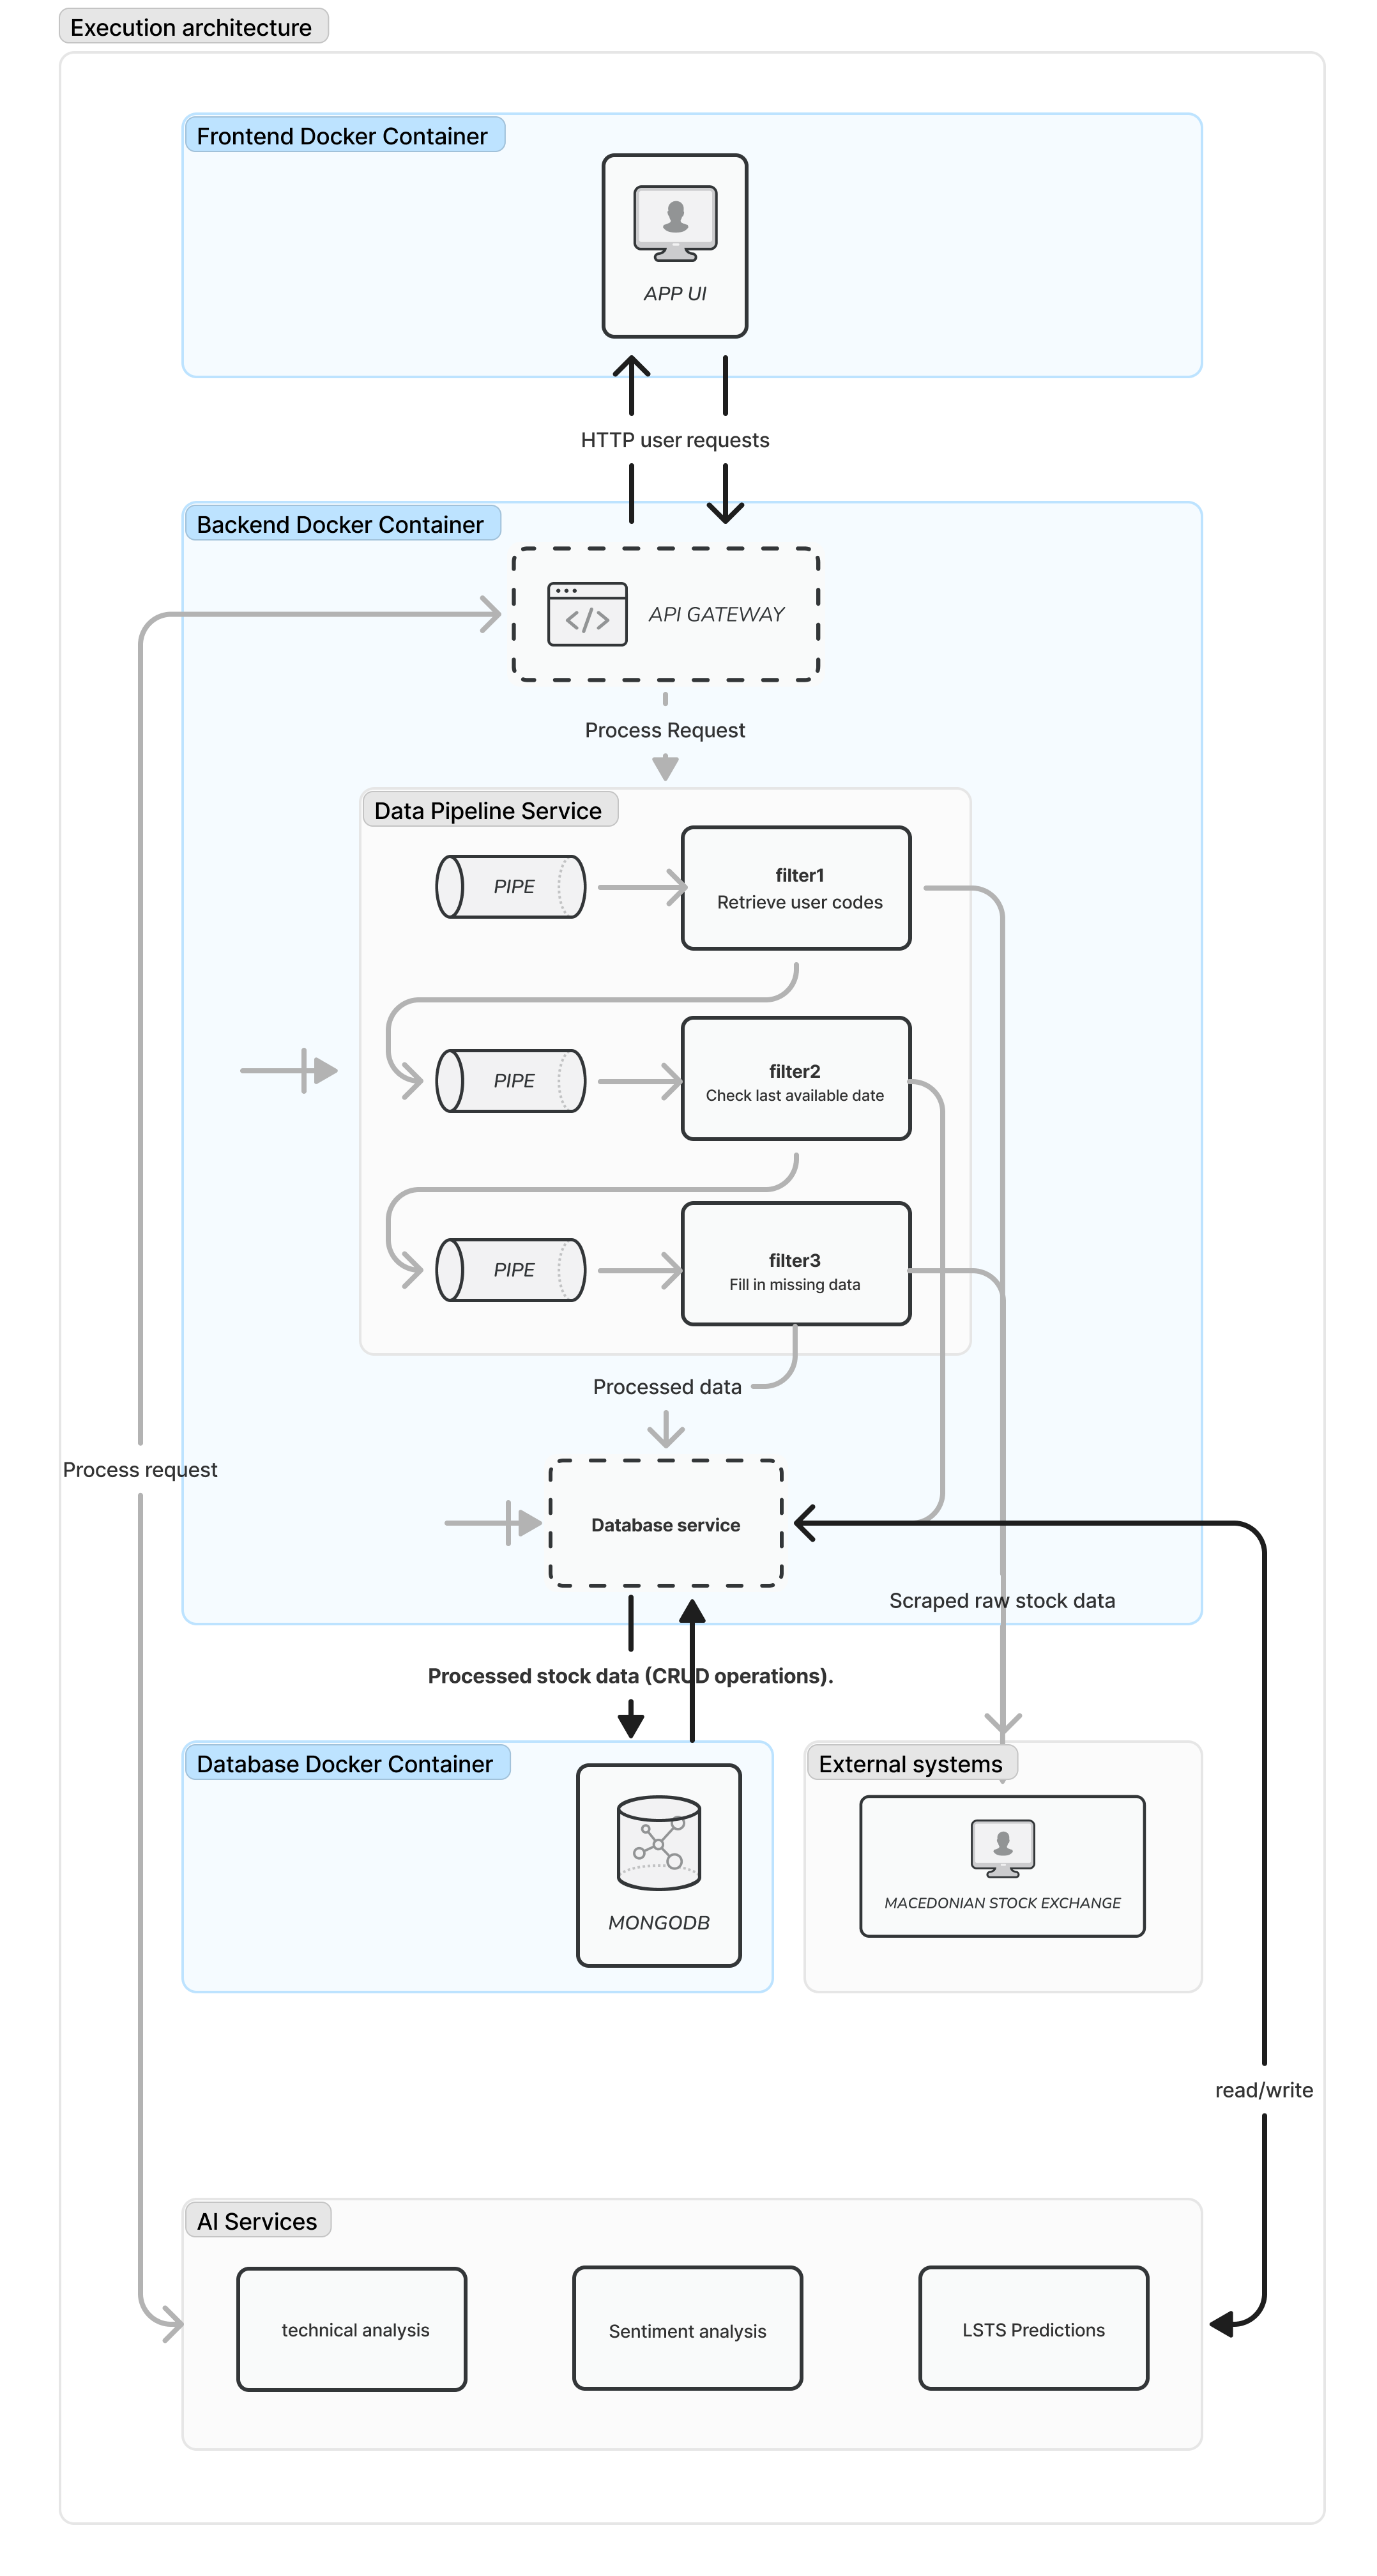 Execution architecture
Frontend Docker Container
APP UI
HTTP user requests
Backend Docker Container
</>
API GATEWAY
Process Request
Data Pipeline Service
PIPE
filter1
Retrieve user codes
PIPE
filter2
Check last available date
PIPE
filter3
Fill in missing data
Processed data
Process request
Database service
Scraped raw stock data
Processed stock data (CRUD operations).
Database Docker Container
External systems
MACEDONIAN STOCK EXCHANGE
MONGODB
read/write
AI Services
technical analysis
Sentiment analysis
LSTS Predictions